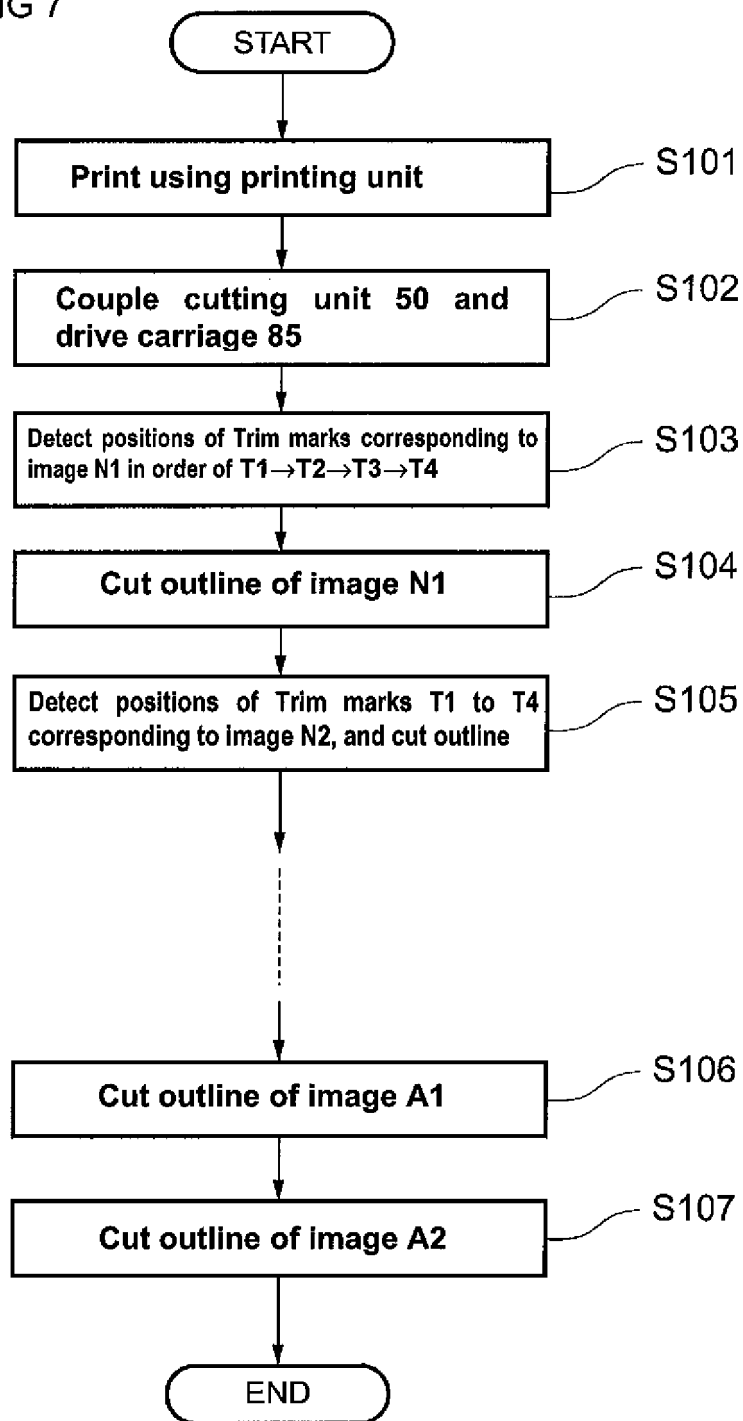 FIG 7
START
Print using printing unit
S101
Couple cutting unit 50 and
drive carriage 85
S102
Detect positions of Trim marks corresponding to
image N1 in order of T1→T2→T3→T4
S103
Cut outline of image N1
S104
Detect positions of Trim marks T1 to T4
corresponding to image N2, and cut outline
S105
Cut outline of image A1
S106
Cut outline of image A2
S107
END